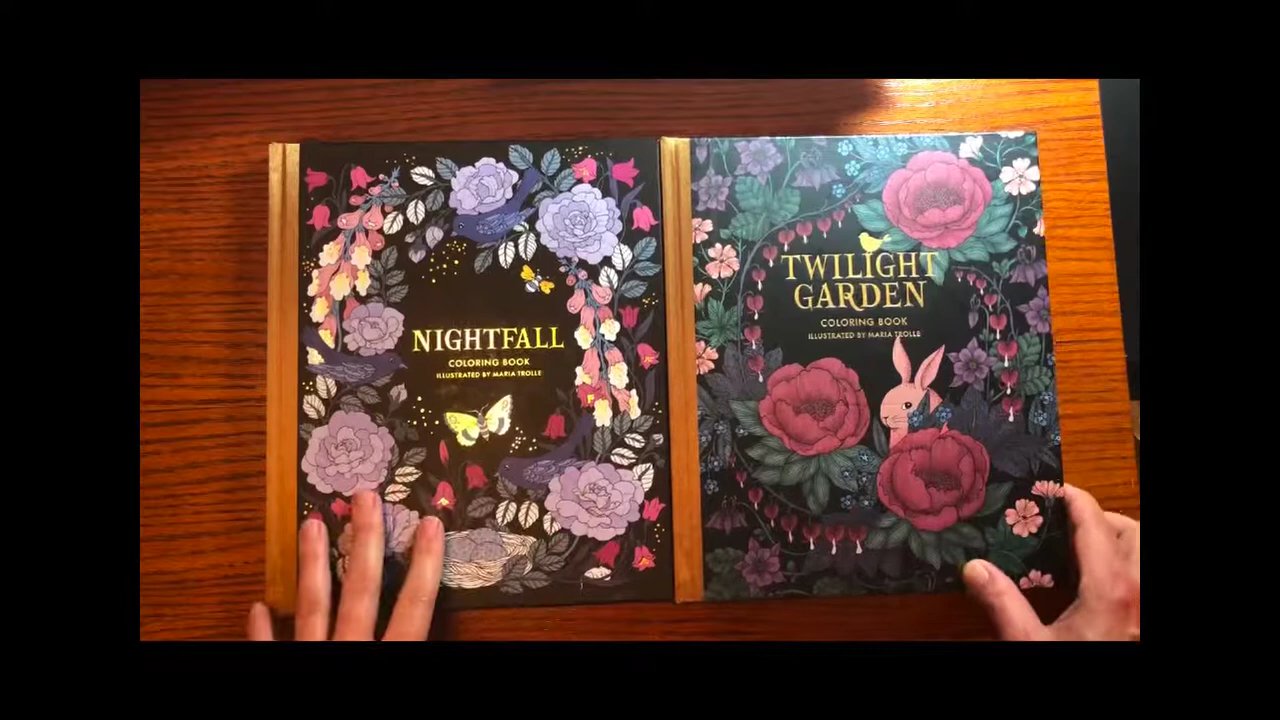 NIGHTFALL
COLORING BOOK
ILLUSTRATED BY MARIA TROLLE
TWILIGHT
GARDEN
COLORING BOOK
ILLUSTRATED BY MARIA TROLLE